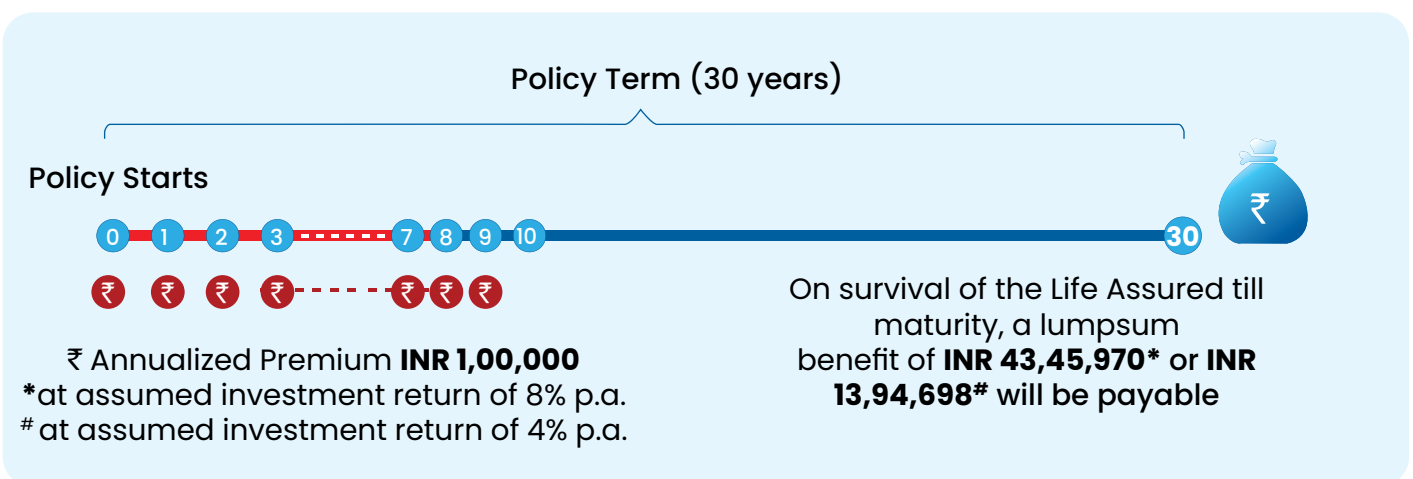 Policy Term (30 years)
Policy Starts
0 1 2 3 7 8 9 10 30
₹
₹ ₹ ₹ ₹ ₹ ₹ ₹
₹ Annualized Premium INR 1,00,000
*at assumed investment return of 8% p.a.
# at assumed investment return of 4% p.a.
On survival of the Life Assured till
maturity, a lumpsum
benefit of INR 43,45,970* or INR
13,94,698# will be payable